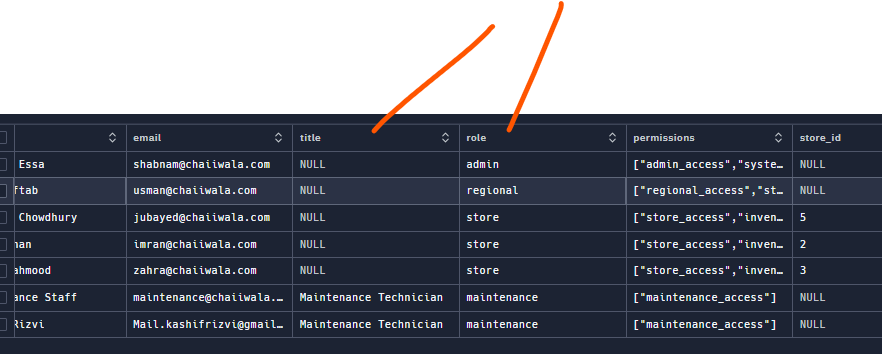 email title role permissions store_id
Essa shabnam@chaiiwala.com NULL admin ["admin_access","syste… NULL
ftab usman@chaiiwala.com NULL regional ["regional_access","st… NULL
Chowdhury jubayed@chaiiwala.com NULL store ["store_access","inven… 5
nan imran@chaiiwala.com NULL store ["store_access","inven… 2
ahmood zahra@chaiiwala.com NULL store ["store_access","inven… 3
ance Staff maintenance@chaiiwala.… Maintenance Technician maintenance ["maintenance_access"] NULL
Rizvi Mail.kashifrizvi@gmail… Maintenance Technician maintenance ["maintenance_access"] NULL